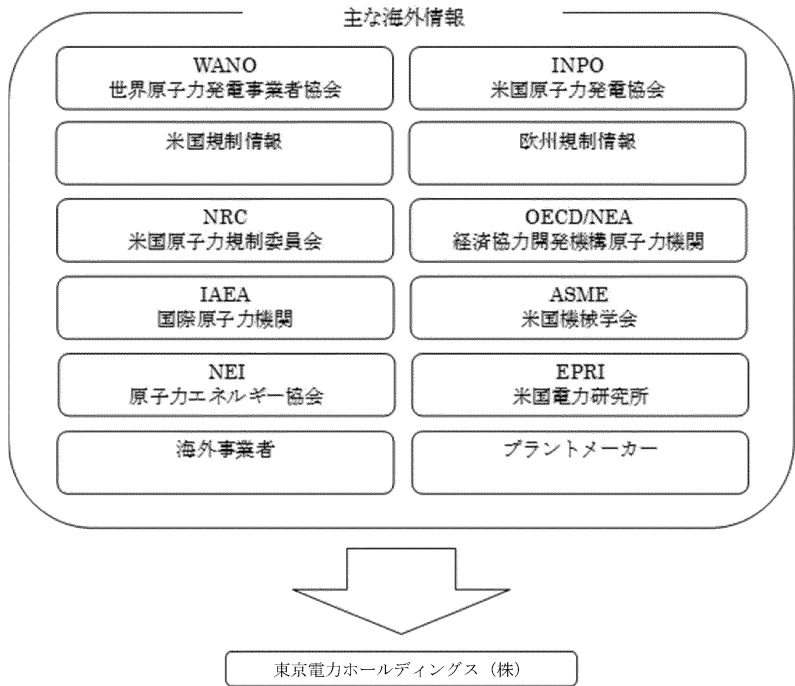 主な海外情報
WANO
世界原子力発電事業者協会
INPO
米国原子力発電協会
米国規制情報
欧州規制情報
NRC
米国原子力規制委員会
OECD/NEA
経済協力開発機構原子力機関
IAEA
国際原子力機関
ASME
米国機械学会
NEI
原子力エネルギー協会
EPRI
米国電力研究所
海外事業者
プラントメーカー
東京電力ホールディングス（株）